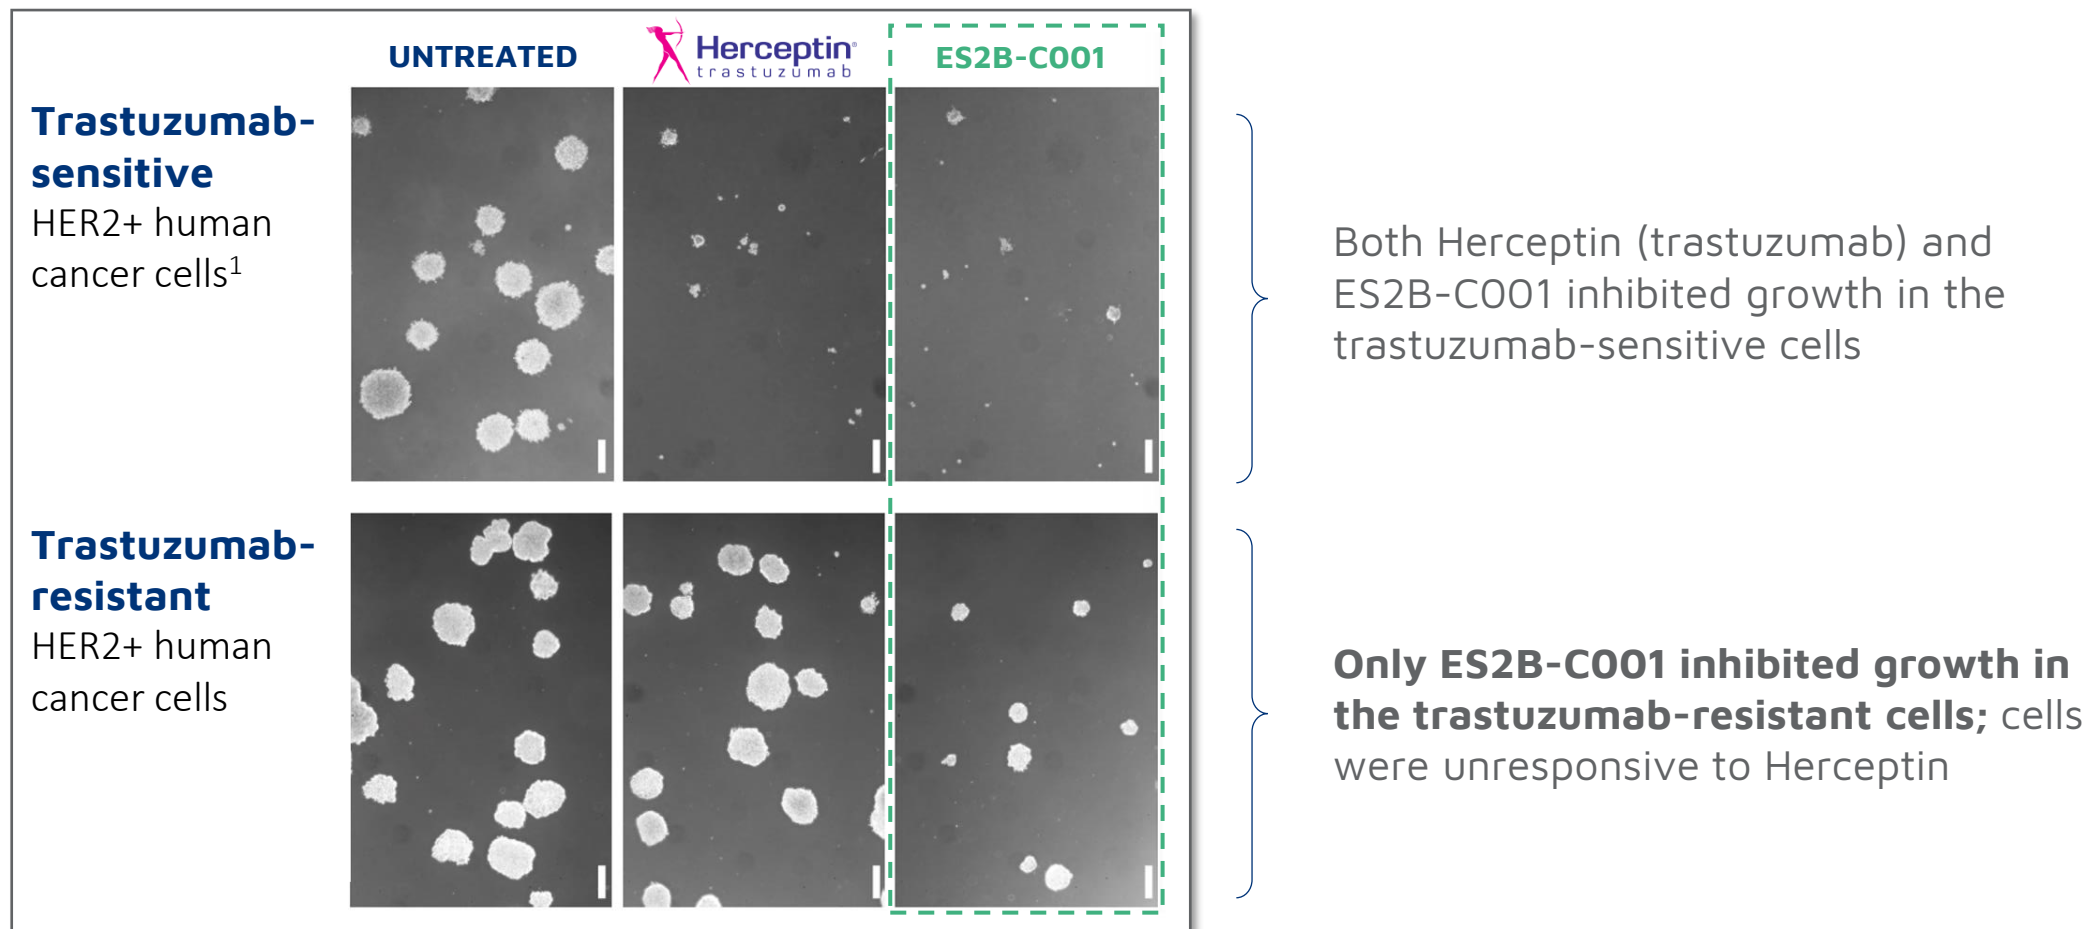 UNTREATED
Herceptin®
trastuzumab
ES2B-C001
Trastuzumab-
sensitive
HER2+ human
cancer cells¹
Both Herceptin (trastuzumab) and
ES2B-C001 inhibited growth in the
trastuzumab-sensitive cells
Trastuzumab-
resistant
HER2+ human
cancer cells
Only ES2B-C001 inhibited growth in
the trastuzumab-resistant cells; cells
were unresponsive to Herceptin